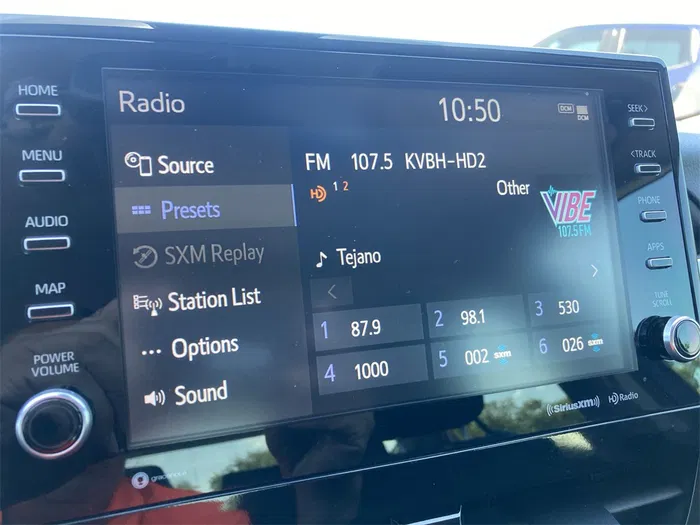 HOME
MENU
AUDIO
MAP
POWER
VOLUME
Radio
10:50
DCM
DCM
Source
Presets
SXM Replay
Station List
Options
Sound
FM 107.5 KVBH-HD2
HD 1 2
Other
VIBE
107.5 FM
Tejano
1 87.9
2 98.1
3 530
4 1000
5 002 sxm
6 026 sxm
SEEK>
<TRACK
PHONE
APPS
TUNE
SCROLL
((SiriusXM))
HD Radio
gracenote